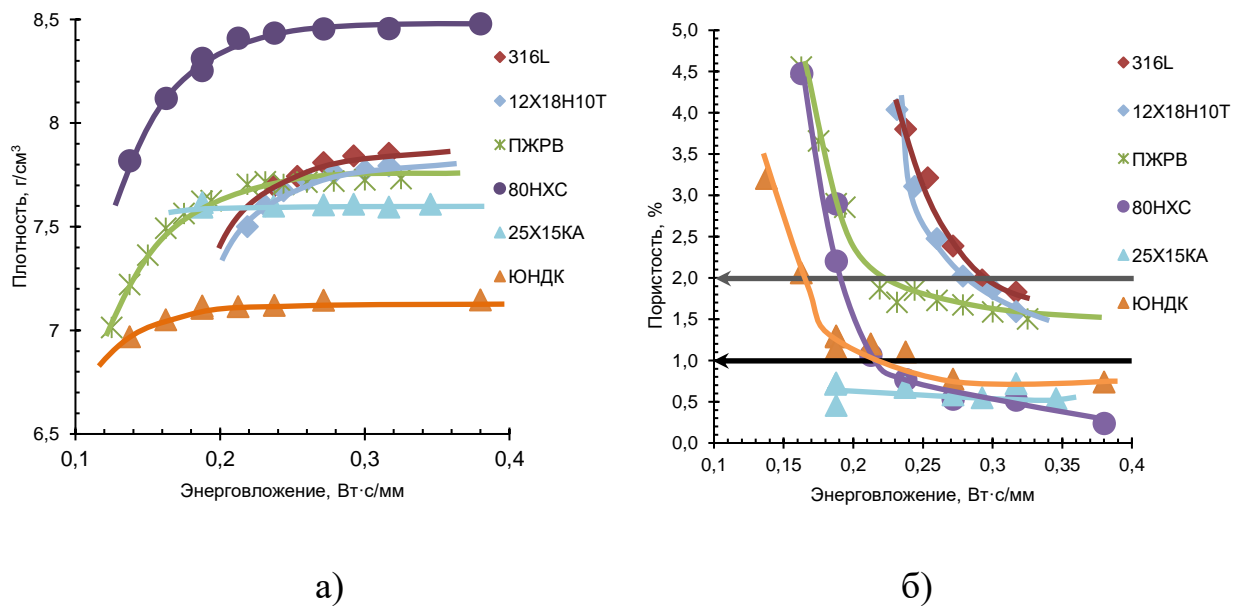 8,5
8
7,5
7
6,5
0,1
0,2
0,3
0,4
Плотность, г/см³
Энерговложение, Вт·с/мм
316L
12Х18Н10Т
ПЖРВ
80НХС
25Х15КА
ЮНДК
а)
5,0
4,5
4,0
3,5
3,0
2,5
2,0
1,5
1,0
0,5
0,0
0,1
0,15
0,2
0,25
0,3
0,35
0,4
Пористость, %
Энерговложение, Вт·с/мм
316L
12Х18Н10Т
ПЖРВ
80НХС
25Х15КА
ЮНДК
б)